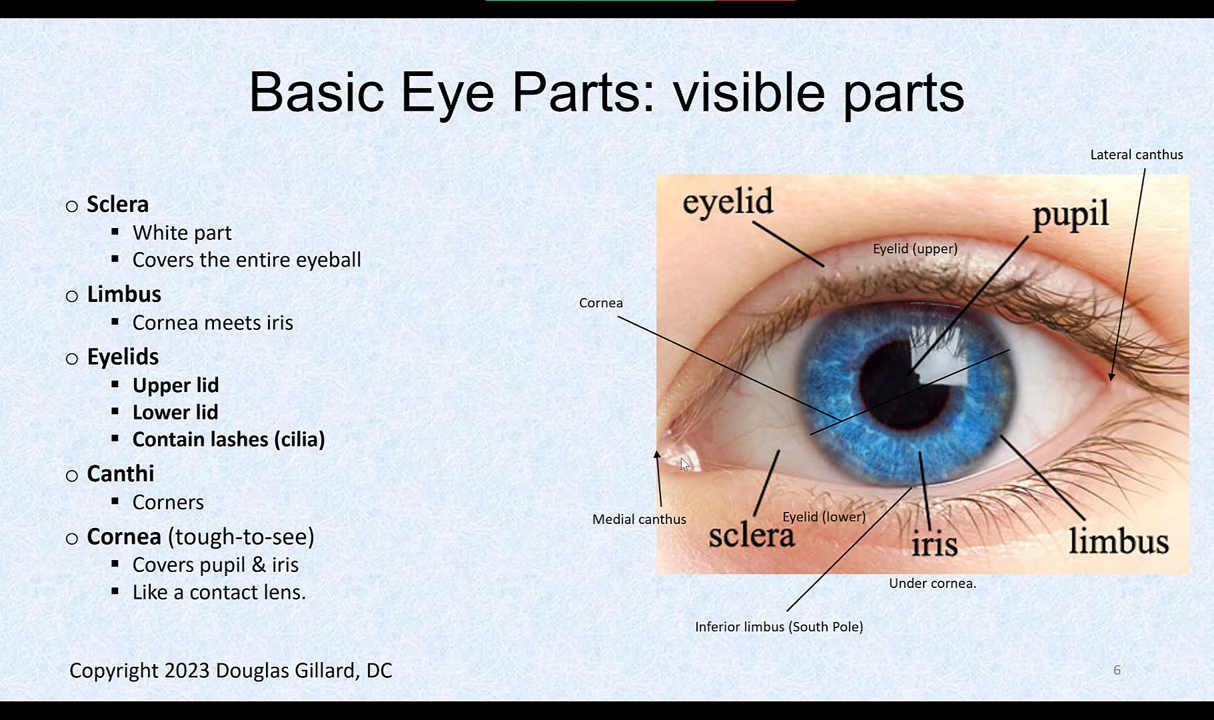 Basic Eye Parts: visible parts
Sclera
White part
Covers the entire eyeball
Limbus
Cornea meets iris
Eyelids
Upper lid
Lower lid
Contain lashes (cilia)
Canthi
Corners
Cornea (tough-to-see)
Covers pupil & iris
Like a contact lens.
Lateral canthus
eyelid
pupil
Eyelid (upper)
Cornea
Medial canthus
Eyelid (lower)
sclera
iris
limbus
Under cornea.
Inferior limbus (South Pole)
Copyright 2023 Douglas Gillard, DC
6